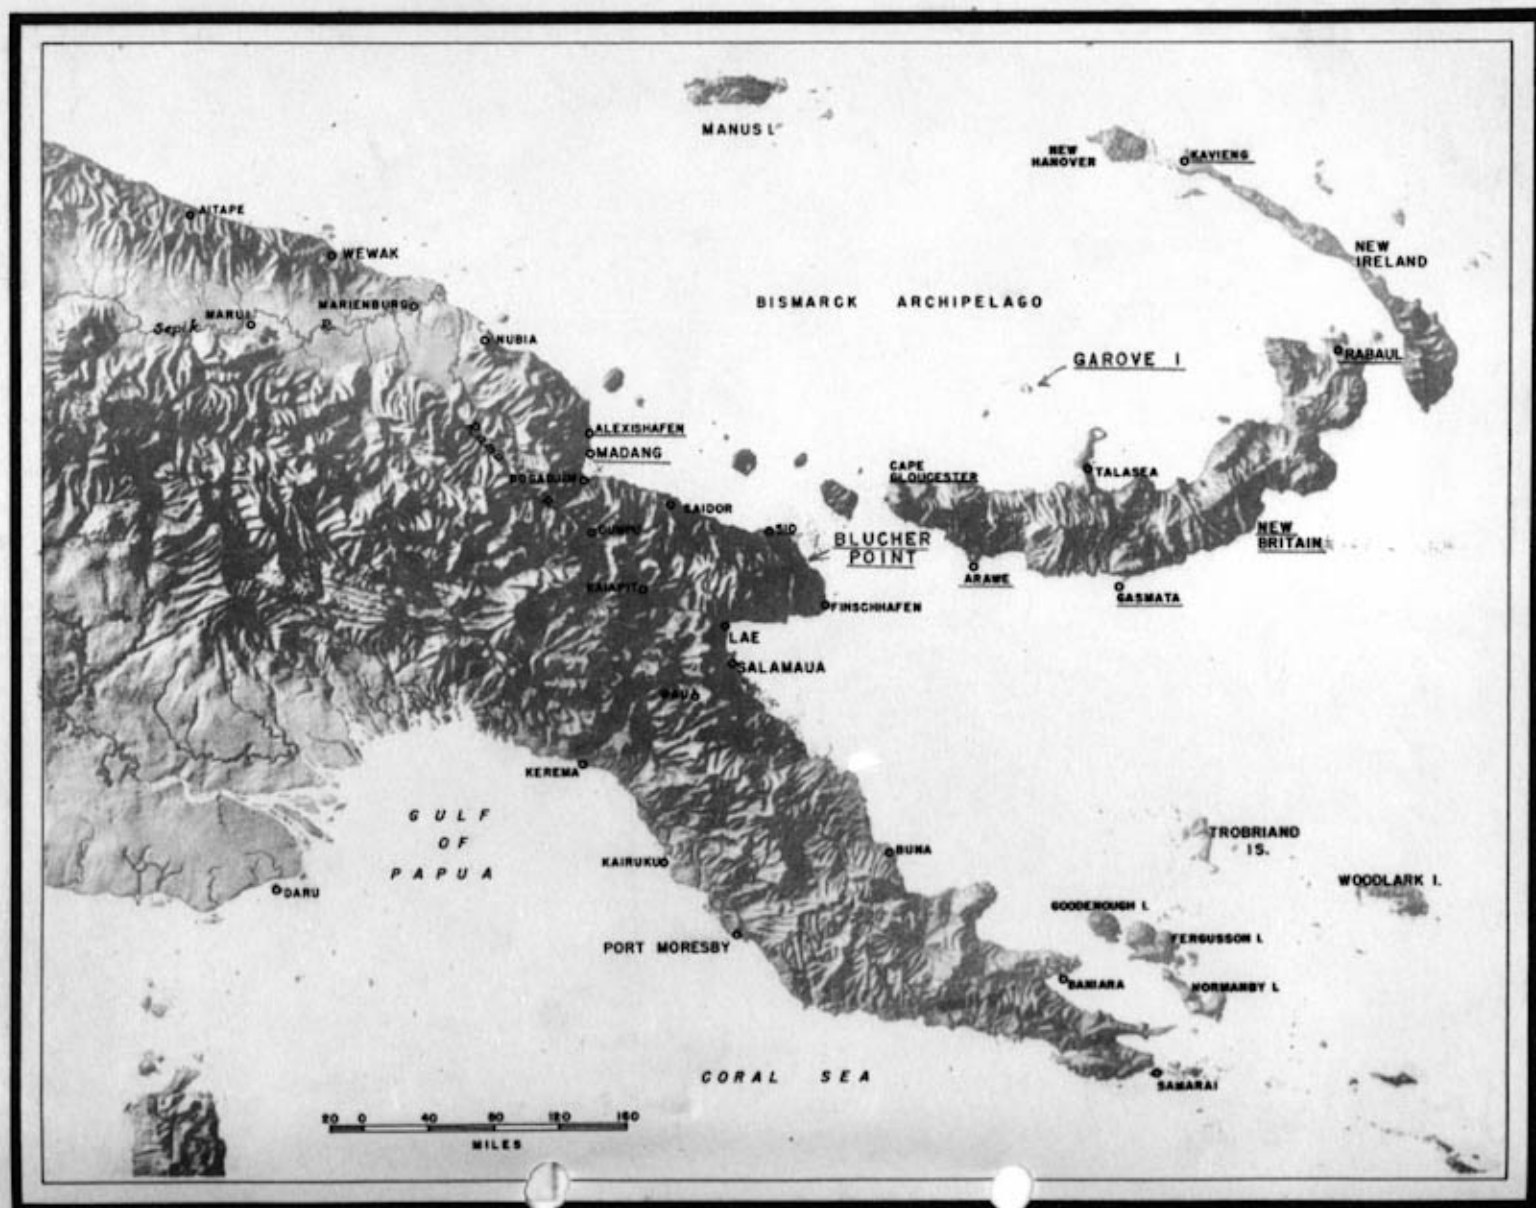 MANUS I.
NEW
HANOVER
KAVIENG
AITAPE
WEWAK
NEW
IRELAND
MARIENBURG
BISMARCK ARCHIPELAGO
MARUI
Sepik R.
NUBIA
RABAUL
GAROVE I
ALEXISHAFEN
MADANG
CAPE
GLOUCESTER
TALASEA
BOGADJIM
SAIDOR
SIO
GUMPU
BLUCHER
POINT
NEW
BRITAIN
ARAWE
KAIAPIT
GASMATA
FINSCHHAFEN
LAE
SALAMAUA
KEREMA
GULF
OF
PAPUA
TROBRIAND
IS.
BUNA
KAIRUKU
WOODLARK I.
DARU
GOODENOUGH I.
FERGUSSON I.
PORT MORESBY
BANIARA
NORMANBY I.
CORAL SEA
SAMARAI
20 0 40 80 120 160
MILES